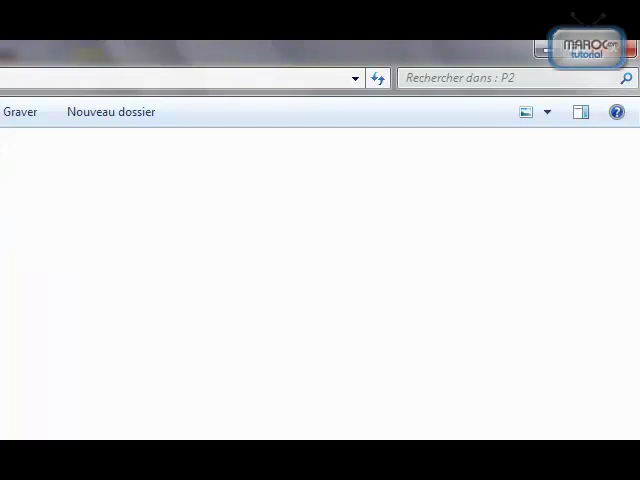 MAROC
tutorial
Rechercher dans : P2
Graver
Nouveau dossier